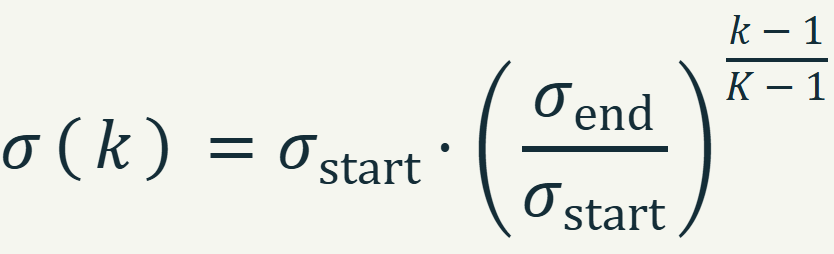 σ(k) = σ_start · (σ_end / σ_start)^((k − 1)/(K − 1))